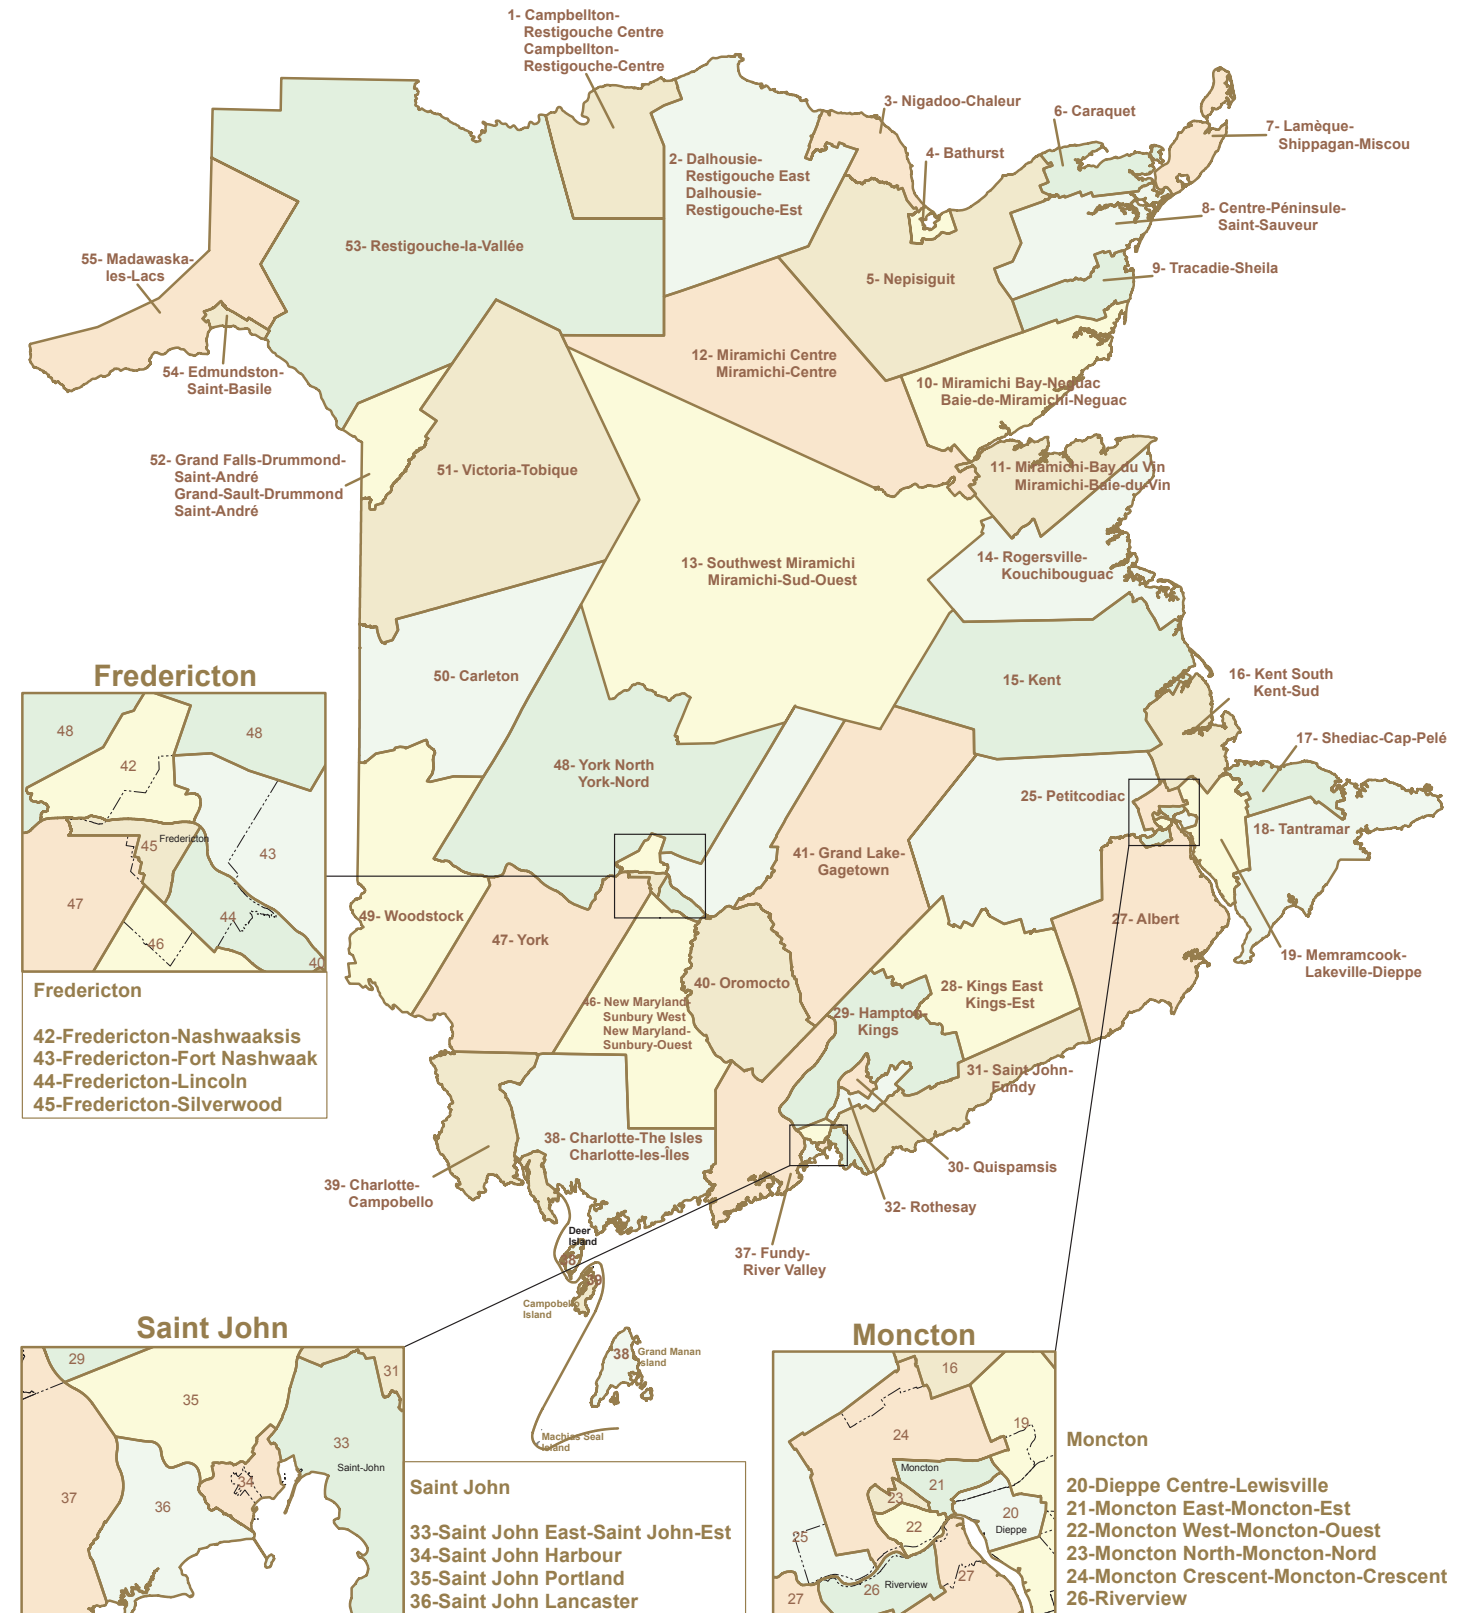 1- Campbellton-
Restigouche Centre
Campbellton-
Restigouche-Centre
2- Dalhousie-
Restigouche East
Dalhousie-
Restigouche-Est
3- Nigadoo-Chaleur
4- Bathurst
6- Caraquet
7- Lamèque-
Shippagan-Miscou
8- Centre-Péninsule-
Saint-Sauveur
9- Tracadie-Sheila
5- Nepisiguit
53- Restigouche-la-Vallée
55- Madawaska-
les-Lacs
54- Edmundston-
Saint-Basile
12- Miramichi Centre
Miramichi-Centre
10- Miramichi Bay-Neguac
Baie-de-Miramichi-Neguac
52- Grand Falls-Drummond-
Saint-André
Grand-Sault-Drummond
Saint-André
51- Victoria-Tobique
11- Miramichi-Bay du Vin
Miramichi-Baie-du-Vin
13- Southwest Miramichi
Miramichi-Sud-Ouest
14- Rogersville-
Kouchibouguac
50- Carleton
15- Kent
16- Kent South
Kent-Sud
17- Shediac-Cap-Pelé
18- Tantramar
48- York North
York-Nord
25- Petitcodiac
41- Grand Lake-
Gagetown
49- Woodstock
47- York
27- Albert
19- Memramcook-
Lakeville-Dieppe
46- New Maryland-
Sunbury West
New Maryland-
Sunbury-Ouest
40- Oromocto
28- Kings East
Kings-Est
29- Hampton-
Kings
31- Saint John-
Fundy
30- Quispamsis
32- Rothesay
38- Charlotte-The Isles
Charlotte-les-Îles
39- Charlotte-
Campobello
37- Fundy-
River Valley
Deer
Island
38
39
Campobello
Island
38
Grand Manan
Island
Machias Seal
Island
Fredericton
48
48
42
45
Fredericton
43
47
44
46
40
Fredericton
42-Fredericton-Nashwaaksis
43-Fredericton-Fort Nashwaak
44-Fredericton-Lincoln
45-Fredericton-Silverwood
Saint John
29
31
35
33
Saint-John
34
37
36
Saint John
33-Saint John East-Saint John-Est
34-Saint John Harbour
35-Saint John Portland
36-Saint John Lancaster
Moncton
16
19
24
Moncton
21
23
20
Dieppe
22
25
26
Riverview
27
27
Moncton
20-Dieppe Centre-Lewisville
21-Moncton East-Moncton-Est
22-Moncton West-Moncton-Ouest
23-Moncton North-Moncton-Nord
24-Moncton Crescent-Moncton-Crescent
26-Riverview